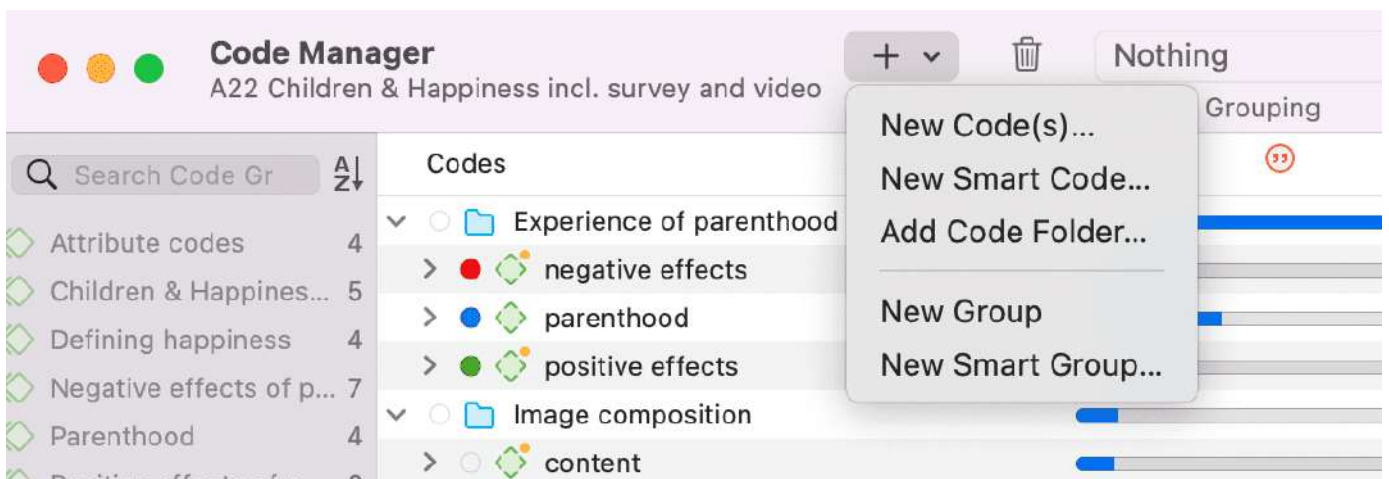 Code Manager
A22 Children & Happiness incl. survey and video
Nothing
Grouping
Search Code Gr
Attribute codes 4
Children & Happines... 5
Defining happiness 4
Negative effects of p... 7
Parenthood 4
Codes
Experience of parenthood
negative effects
parenthood
positive effects
Image composition
content
New Code(s)...
New Smart Code...
Add Code Folder...
New Group
New Smart Group...